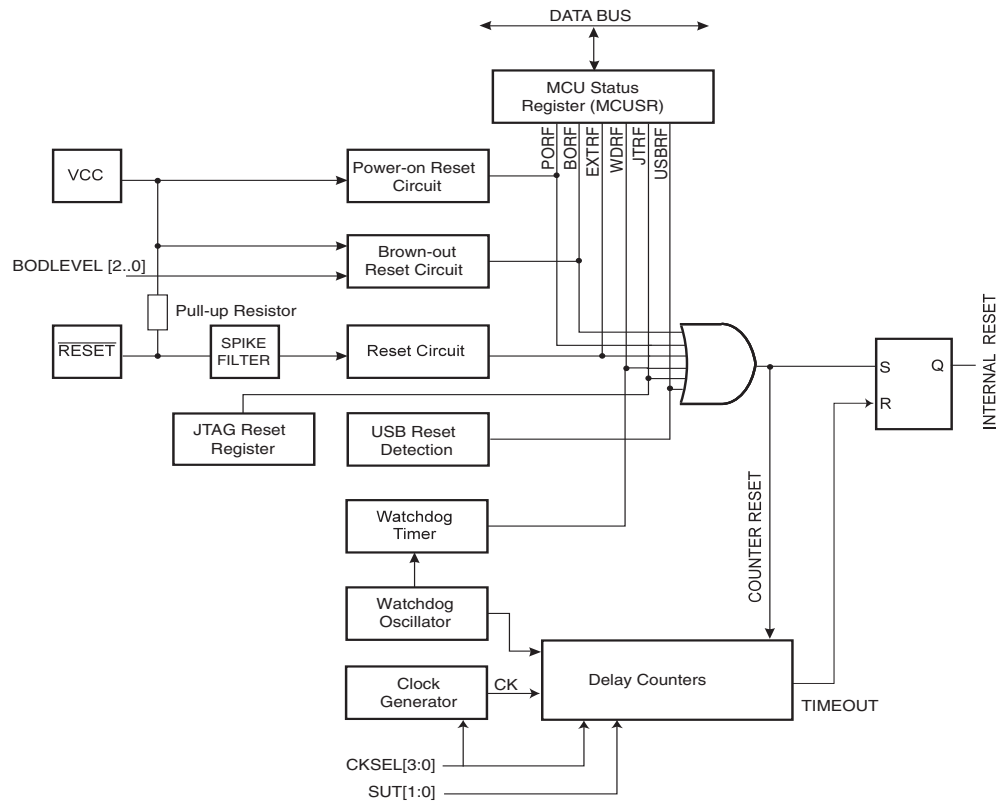 DATA BUS
MCU Status
Register (MCUSR)
PORF
BORF
EXTRF
WDRF
JTRF
USBRF
VCC
Power-on Reset
Circuit
BODLEVEL [2..0]
Brown-out
Reset Circuit
Pull-up Resistor
RESET
SPIKE
FILTER
Reset Circuit
S
Q
R
INTERNAL RESET
JTAG Reset
Register
USB Reset
Detection
COUNTER RESET
Watchdog
Timer
Watchdog
Oscillator
Clock
Generator
CK
Delay Counters
TIMEOUT
CKSEL[3:0]
SUT[1:0]